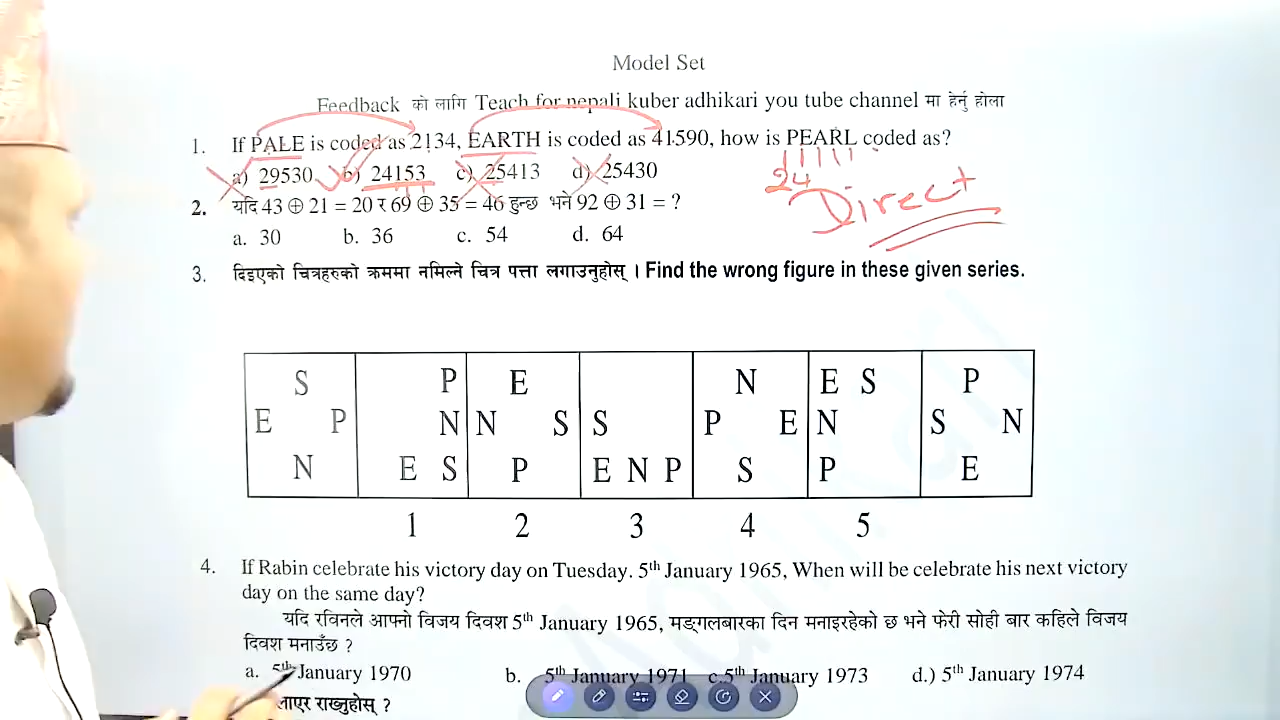 Model Set
Feedback को लागि Teach for nepali kuber adhikari you tube channel मा हेर्नु होला
1. If PALE is coded as 2134, EARTH is coded as 41590, how is PEARL coded as?
a) 29530 b) 24153 c) 25413 d) 25430
24
Direct
2. यदि 43 ⊕ 21 = 20 र 69 ⊕ 35 = 46 हुन्छ भने 92 ⊕ 31 = ?
a. 30 b. 36 c. 54 d. 64
3. दिइएको चित्रहरुको क्रममा नमिल्ने चित्र पत्ता लगाउनुहोस् । Find the wrong figure in these given series.
S P E N E S P
E P N N S S P E N S N
N E S P E N P S P E
1 2 3 4 5
4. If Rabin celebrate his victory day on Tuesday. 5th January 1965, When will be celebrate his next victory
day on the same day?
यदि रविनले आफ्नो विजय दिवश 5th January 1965, मङ्गलबारका दिन मनाइरहेको छ भने फेरी सोही बार कहिले विजय
दिवश मनाउँछ ?
a. 5th January 1970 b. 5th January 1971 c.5th January 1973 d.) 5th January 1974
राख्नुहोस् ?